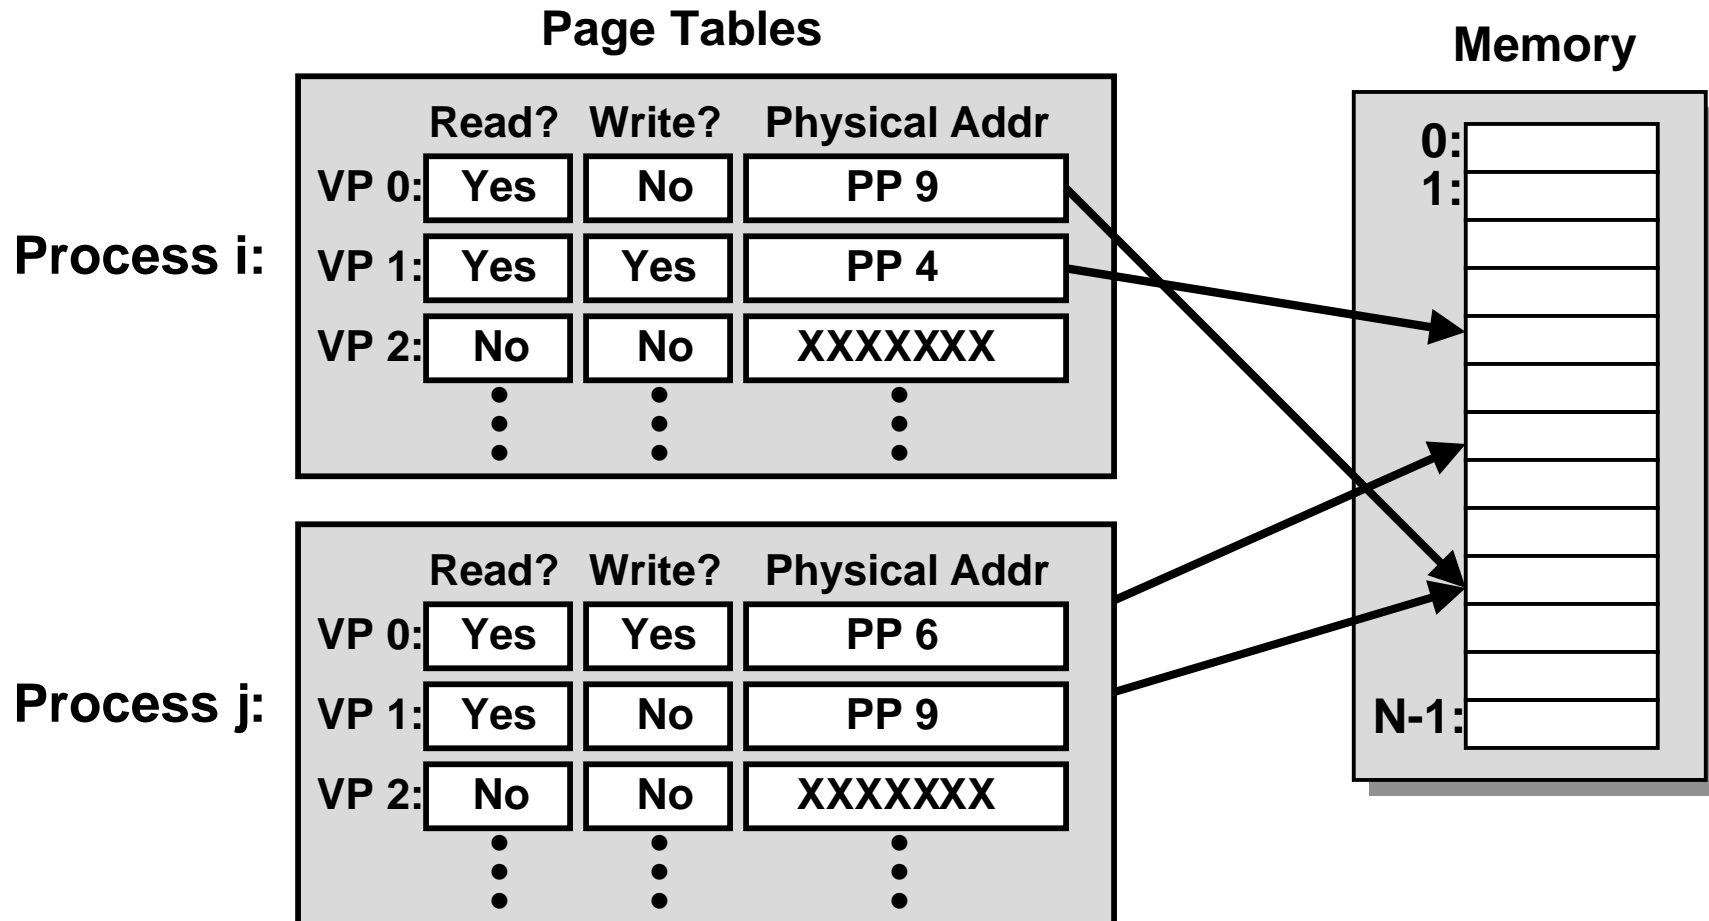 Page Tables
Memory
Read? Write? Physical Addr
VP 0: Yes No PP 9
Process i:
VP 1: Yes Yes PP 4
VP 2: No No XXXXXXX
0:
1:
N-1:
Read? Write? Physical Addr
VP 0: Yes Yes PP 6
Process j:
VP 1: Yes No PP 9
VP 2: No No XXXXXXX